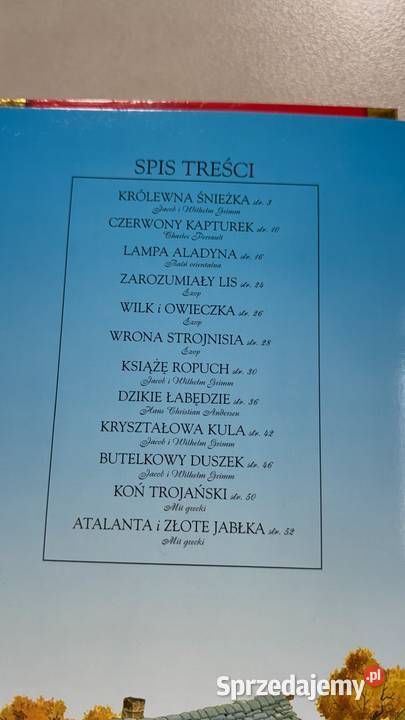 SPIS TREŚCI
KRÓLEWNA ŚNIEŻKA str. 3
Jacob i Wilhelm Grimm
CZERWONY KAPTUREK str. 10
Charles Perrault
LAMPA ALADYNA str. 16
Baśń orientalna
ZAROZUMIAŁY LIS str. 24
Ezop
WILK i OWIECZKA str. 26
Ezop
WRONA STROJNISIA str. 28
Ezop
KSIĄŻĘ ROPUCH str. 30
Jacob i Wilhelm Grimm
DZIKIE ŁABĘDZIE str. 36
Hans Christian Andersen
KRYSZTAŁOWA KULA str. 42
Jacob i Wilhelm Grimm
BUTELKOWY DUSZEK str. 46
Jacob i Wilhelm Grimm
KOŃ TROJAŃSKI str. 50
Mit grecki
ATALANTA i ZŁOTE JABŁKA str. 52
Mit grecki
Sprzedajemy.pl